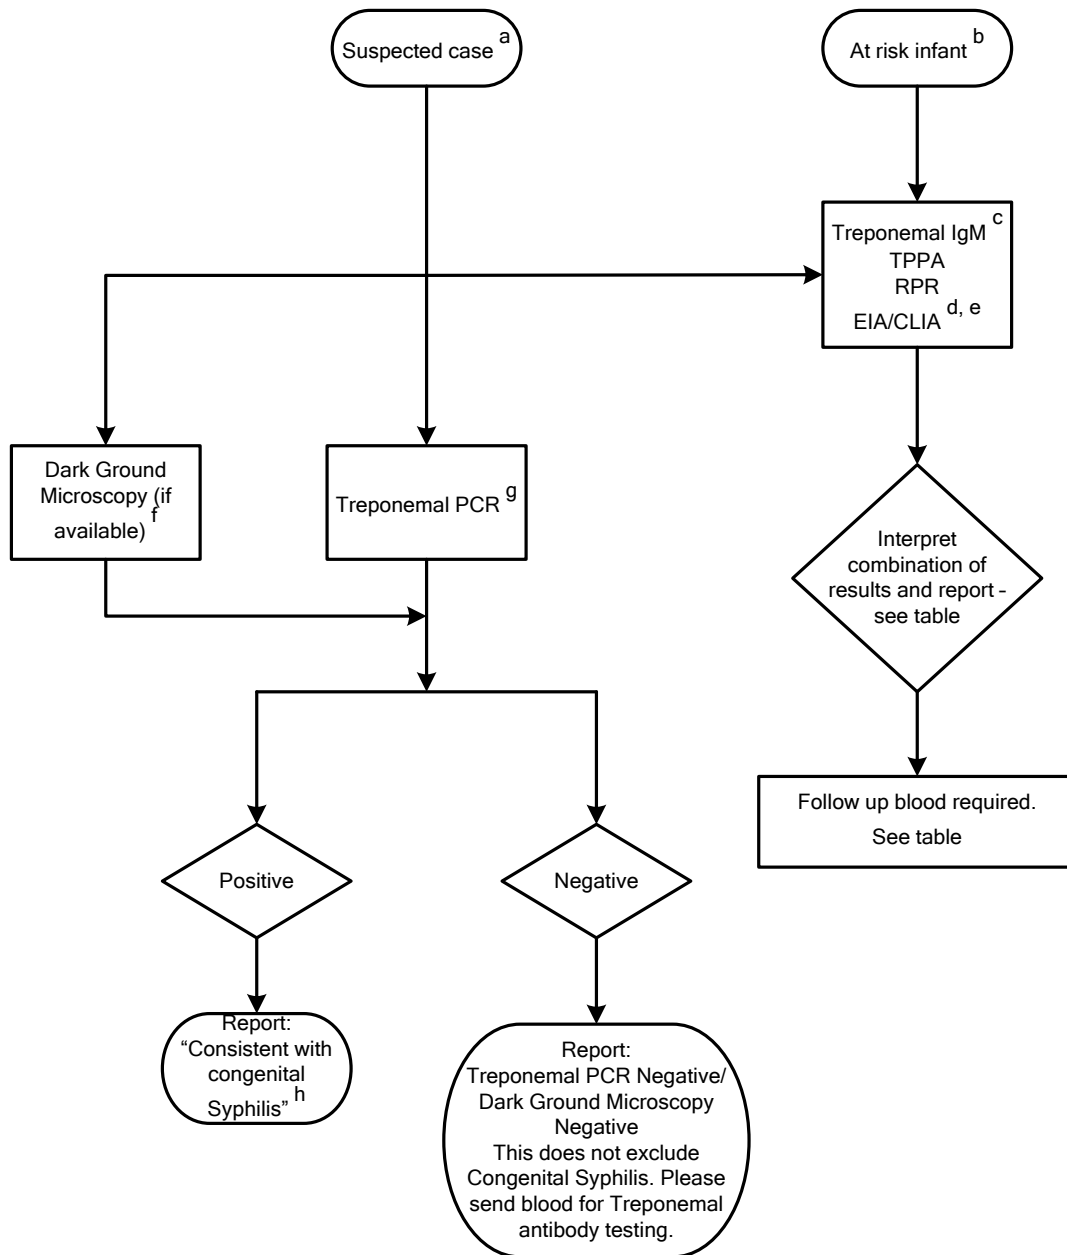 Suspected case a
At risk infant b
Treponemal IgM c
TPPA
RPR
EIA/CLIA d, e
Dark Ground
Microscopy (if
available) f
Treponemal PCR g
Interpret
combination of
results and report –
see table
Follow up blood required.
See table
Positive
Negative
Report:
“Consistent with
congenital
Syphilis” h
Report:
Treponemal PCR Negative/
Dark Ground Microscopy
Negative
This does not exclude
Congenital Syphilis. Please
send blood for Treponemal
antibody testing.